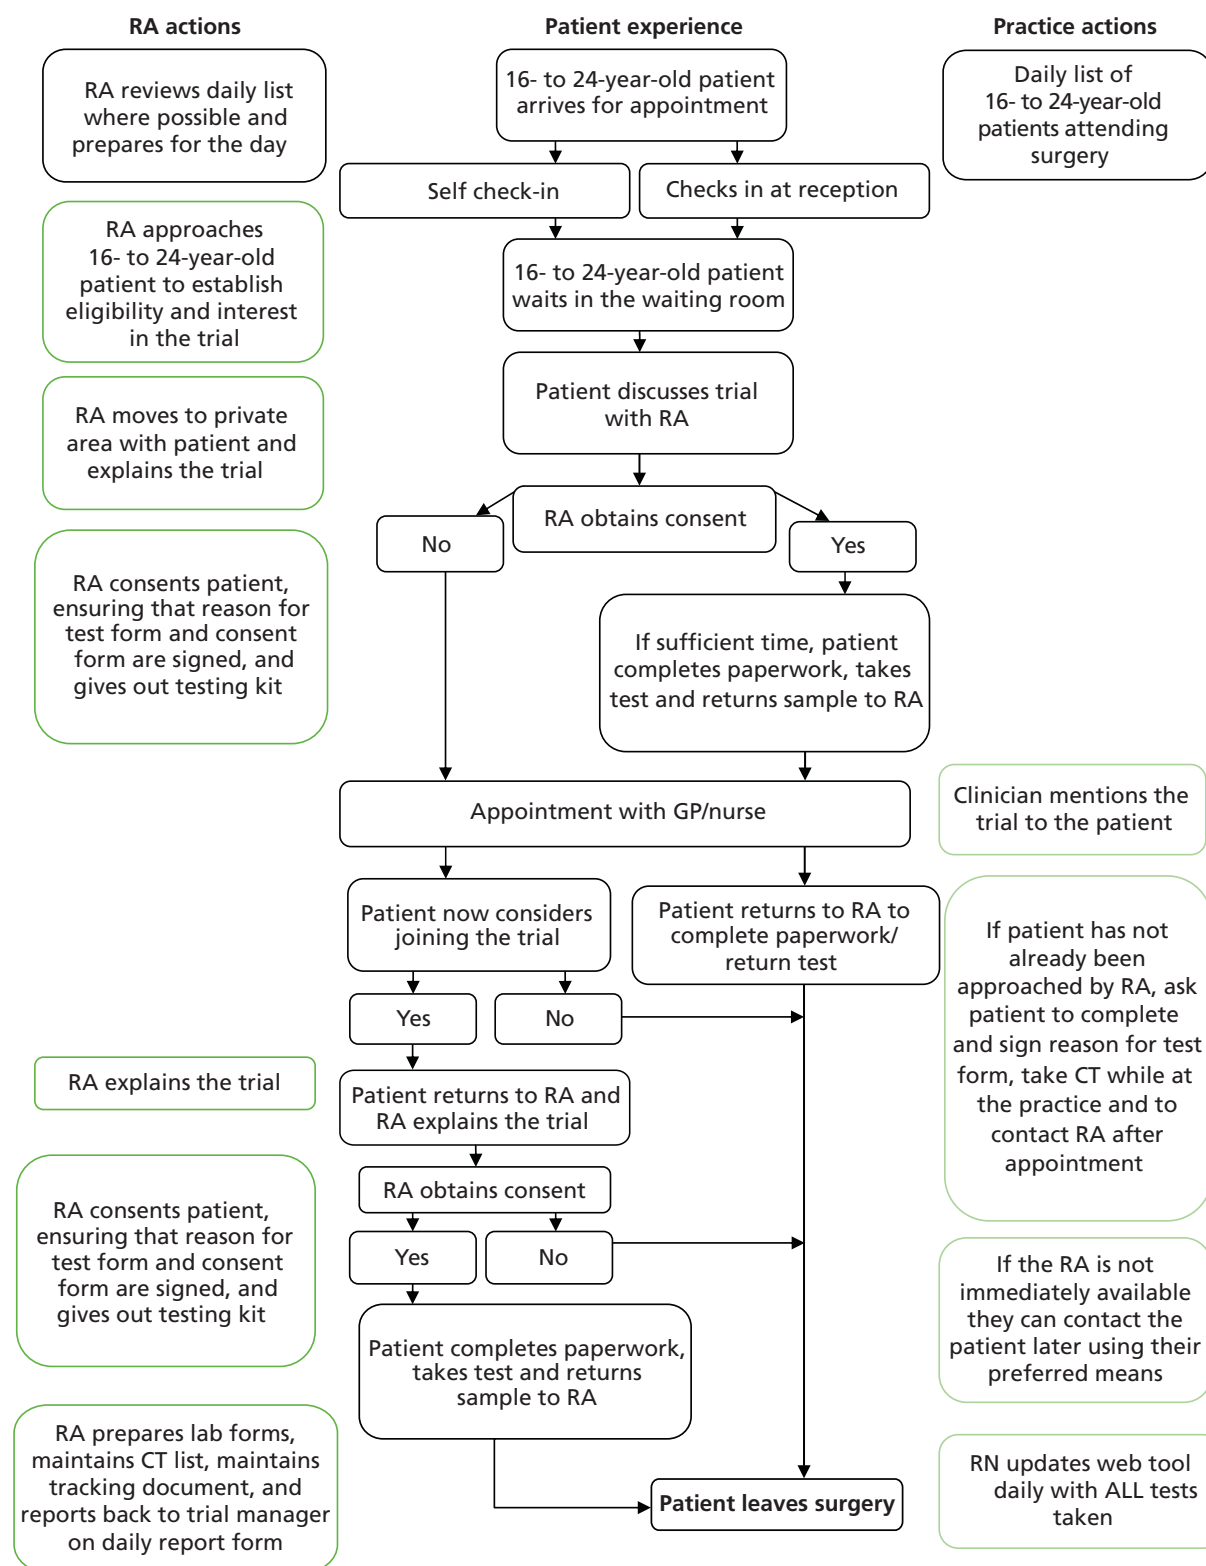 RA actions
RA reviews daily list
where possible and
prepares for the day
RA approaches
16- to 24-year-old
patient to establish
eligibility and interest
in the trial
RA moves to private
area with patient and
explains the trial
RA consents patient,
ensuring that reason for
test form and consent
form are signed, and
gives out testing kit
RA explains the trial
RA consents patient,
ensuring that reason for
test form and consent
form are signed, and
gives out testing kit
RA prepares lab forms,
maintains CT list, maintains
tracking document, and
reports back to trial manager
on daily report form
Patient experience
16- to 24-year-old patient
arrives for appointment
Self check-in
Checks in at reception
16- to 24-year-old patient
waits in the waiting room
Patient discusses trial
with RA
RA obtains consent
No
Yes
If sufficient time, patient
completes paperwork, takes
test and returns sample to RA
Appointment with GP/nurse
Patient now considers
joining the trial
Patient returns to RA to
complete paperwork/
return test
Yes
No
Patient returns to RA and
RA explains the trial
RA obtains consent
Yes
No
Patient completes paperwork,
takes test and returns
sample to RA
Patient leaves surgery
Practice actions
Daily list of
16- to 24-year-old
patients attending
surgery
Clinician mentions the
trial to the patient
If patient has not
already been
approached by RA, ask
patient to complete
and sign reason for test
form, take CT while at
the practice and to
contact RA after
appointment
If the RA is not
immediately available
they can contact the
patient later using their
preferred means
RN updates web tool
daily with ALL tests
taken